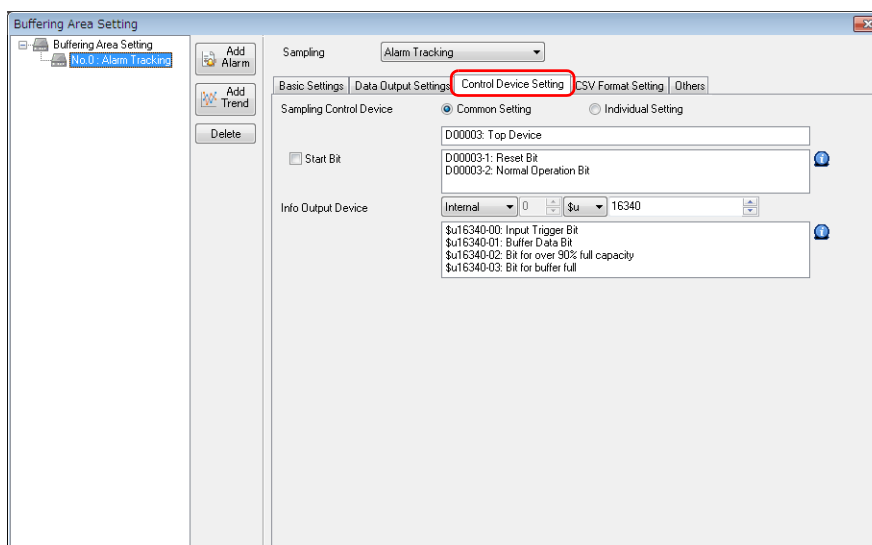 Buffering Area Setting
Buffering Area Setting
No.0 : Alarm Tracking
Add Alarm
Add Trend
Delete
Sampling
Alarm Tracking
Basic Settings
Data Output Settings
Control Device Setting
CSV Format Setting
Others
Sampling Control Device
Common Setting
Individual Setting
D00003: Top Device
Start Bit
D00003-1: Reset Bit
D00003-2: Normal Operation Bit
Info Output Device
Internal
0
$u
16340
$u16340-00: Input Trigger Bit
$u16340-01: Buffer Data Bit
$u16340-02: Bit for over 90% full capacity
$u16340-03: Bit for buffer full